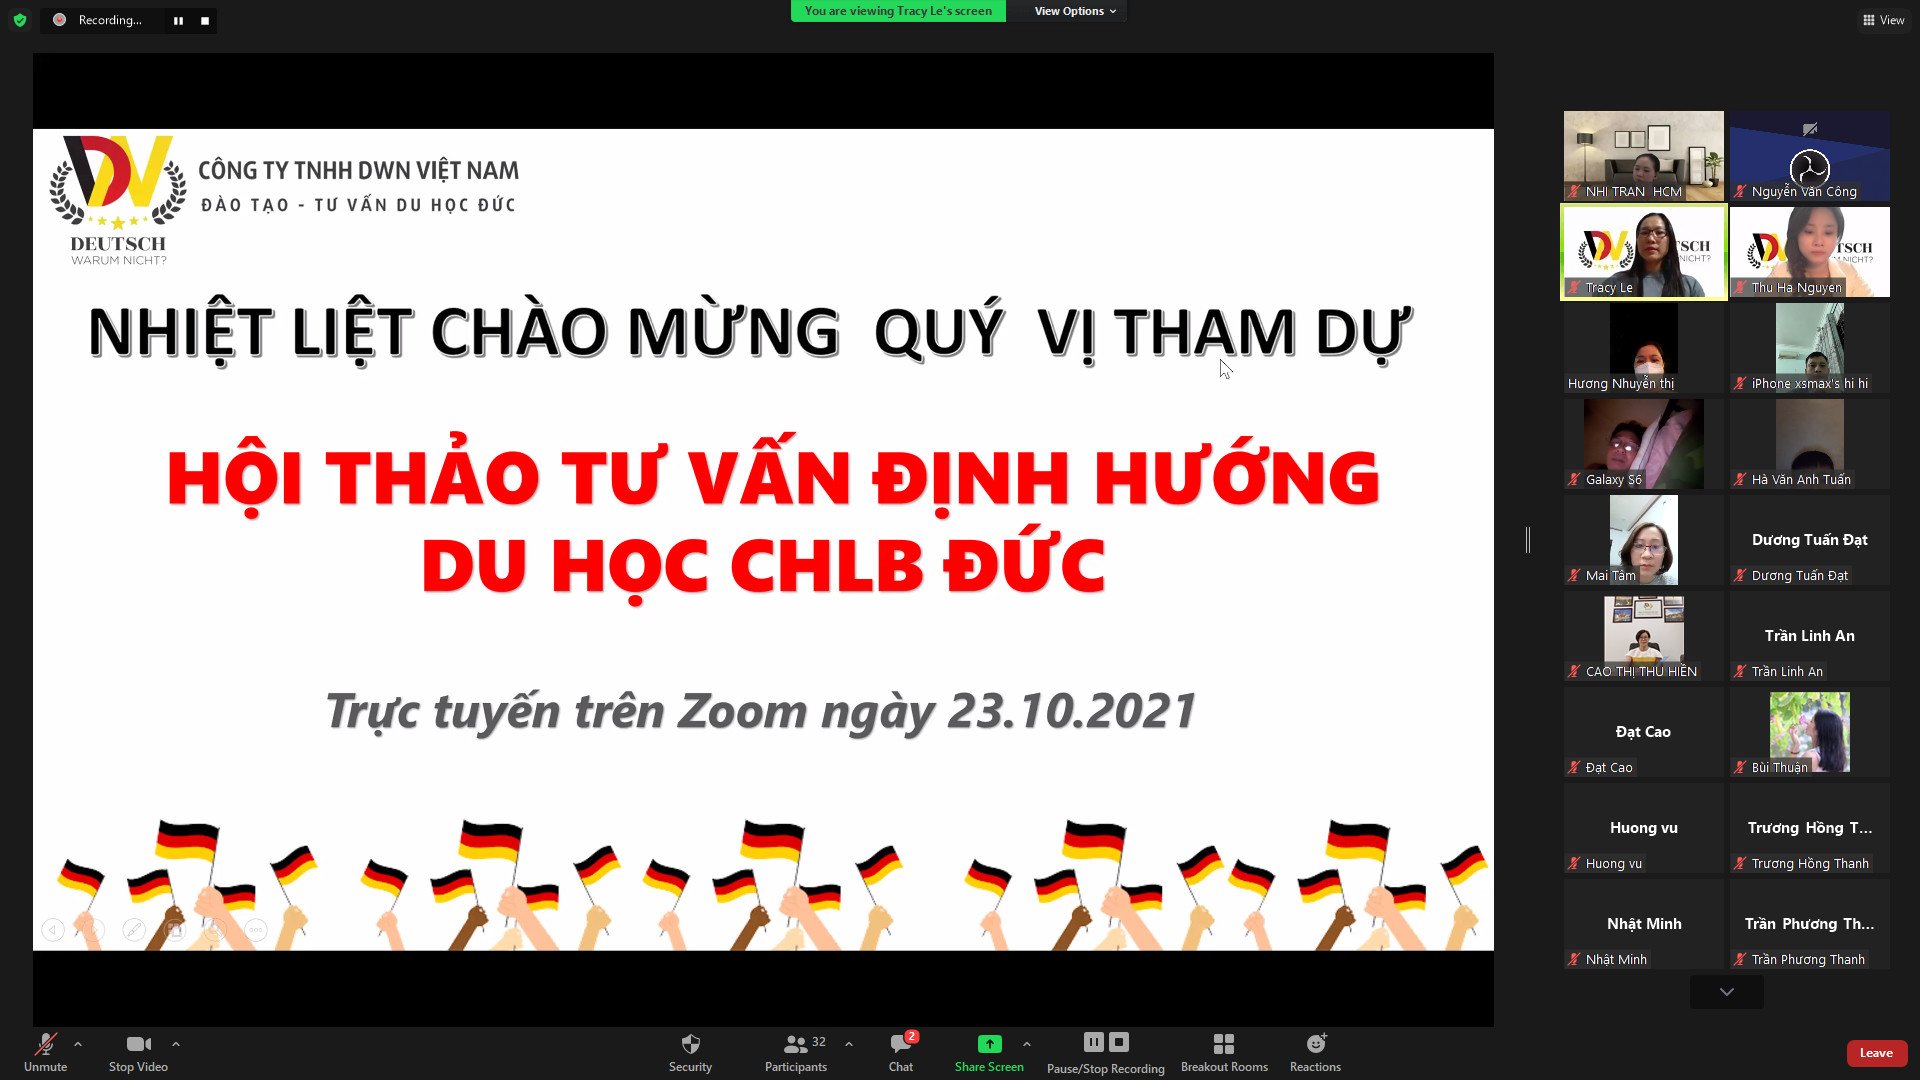 Recording...
You are viewing Tracy Le's screen
View Options
View
CÔNG TY TNHH DWN VIỆT NAM
ĐÀO TẠO - TƯ VẤN DU HỌC ĐỨC
DEUTSCH
WARUM NICHT?
NHIỆT LIỆT CHÀO MỪNG QUÝ VỊ THAM DỰ
HỘI THẢO TƯ VẤN ĐỊNH HƯỚNG
DU HỌC CHLB ĐỨC
Trực tuyến trên Zoom ngày 23.10.2021
NHI TRAN HCM
Nguyễn Văn Công
TSCH
NICHT?
Tracy Le
TSCH
M NICHT?
Thu Ha Nguyen
Hương Nhuyễn thị
iPhone xsmax's hi hi
Galaxy S6
Hà Văn Anh Tuấn
Mai Tâm
Dương Tuấn Đạt
Dương Tuấn Đạt
CAO THỊ THU HIỀN
Trần Linh An
Trần Linh An
Đạt Cao
Đạt Cao
Bùi Thuận
Huong vu
Huong vu
Trương Hồng T...
Trương Hồng Thanh
Nhật Minh
Nhật Minh
Trần Phương Th...
Trần Phương Thanh
Unmute
Stop Video
Security
Participants
32
Chat
2
Share Screen
Pause/Stop Recording
Breakout Rooms
Reactions
Leave